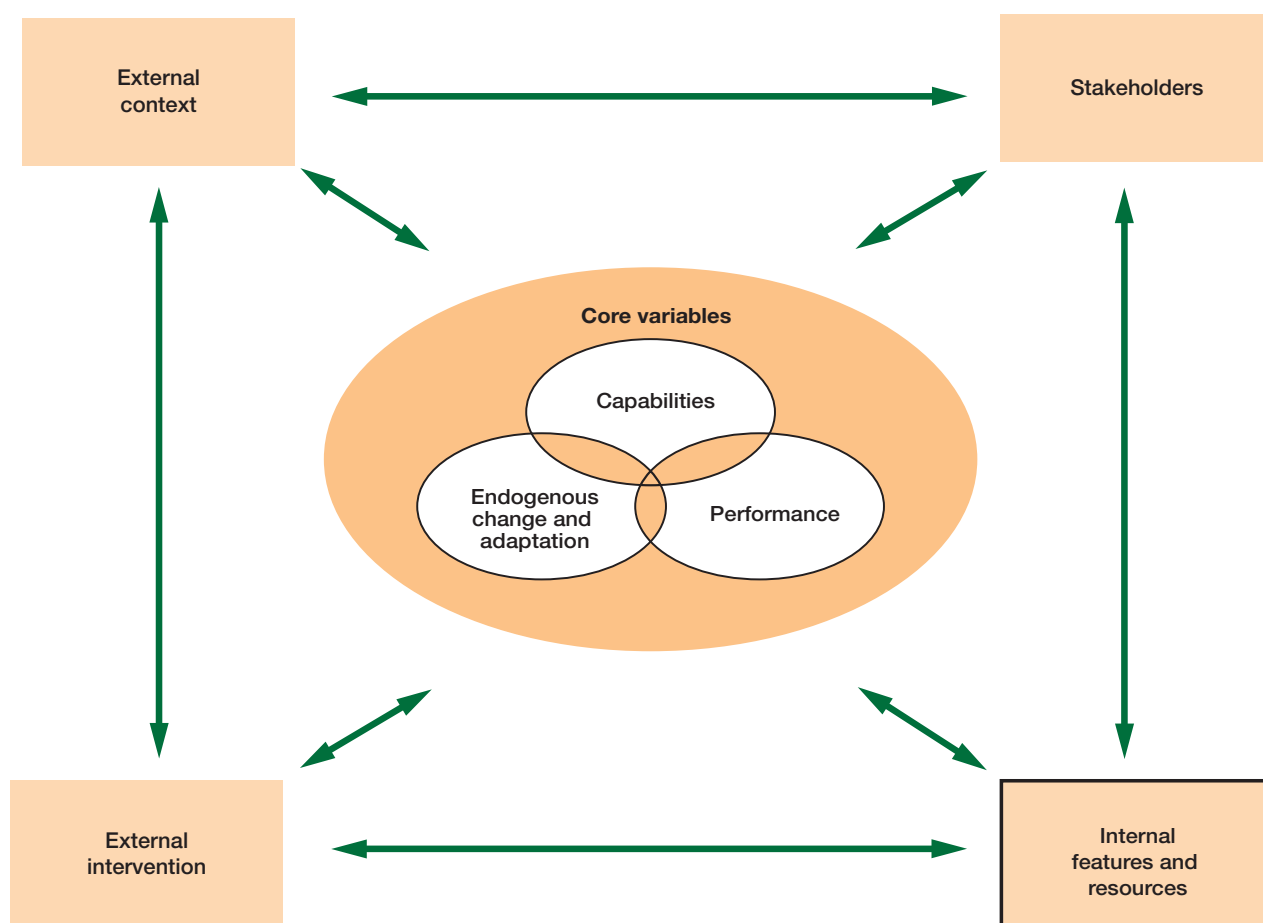 External
context
Stakeholders
Core variables
Capabilities
Endogenous
change and
adaptation
Performance
External
intervention
Internal
features and
resources